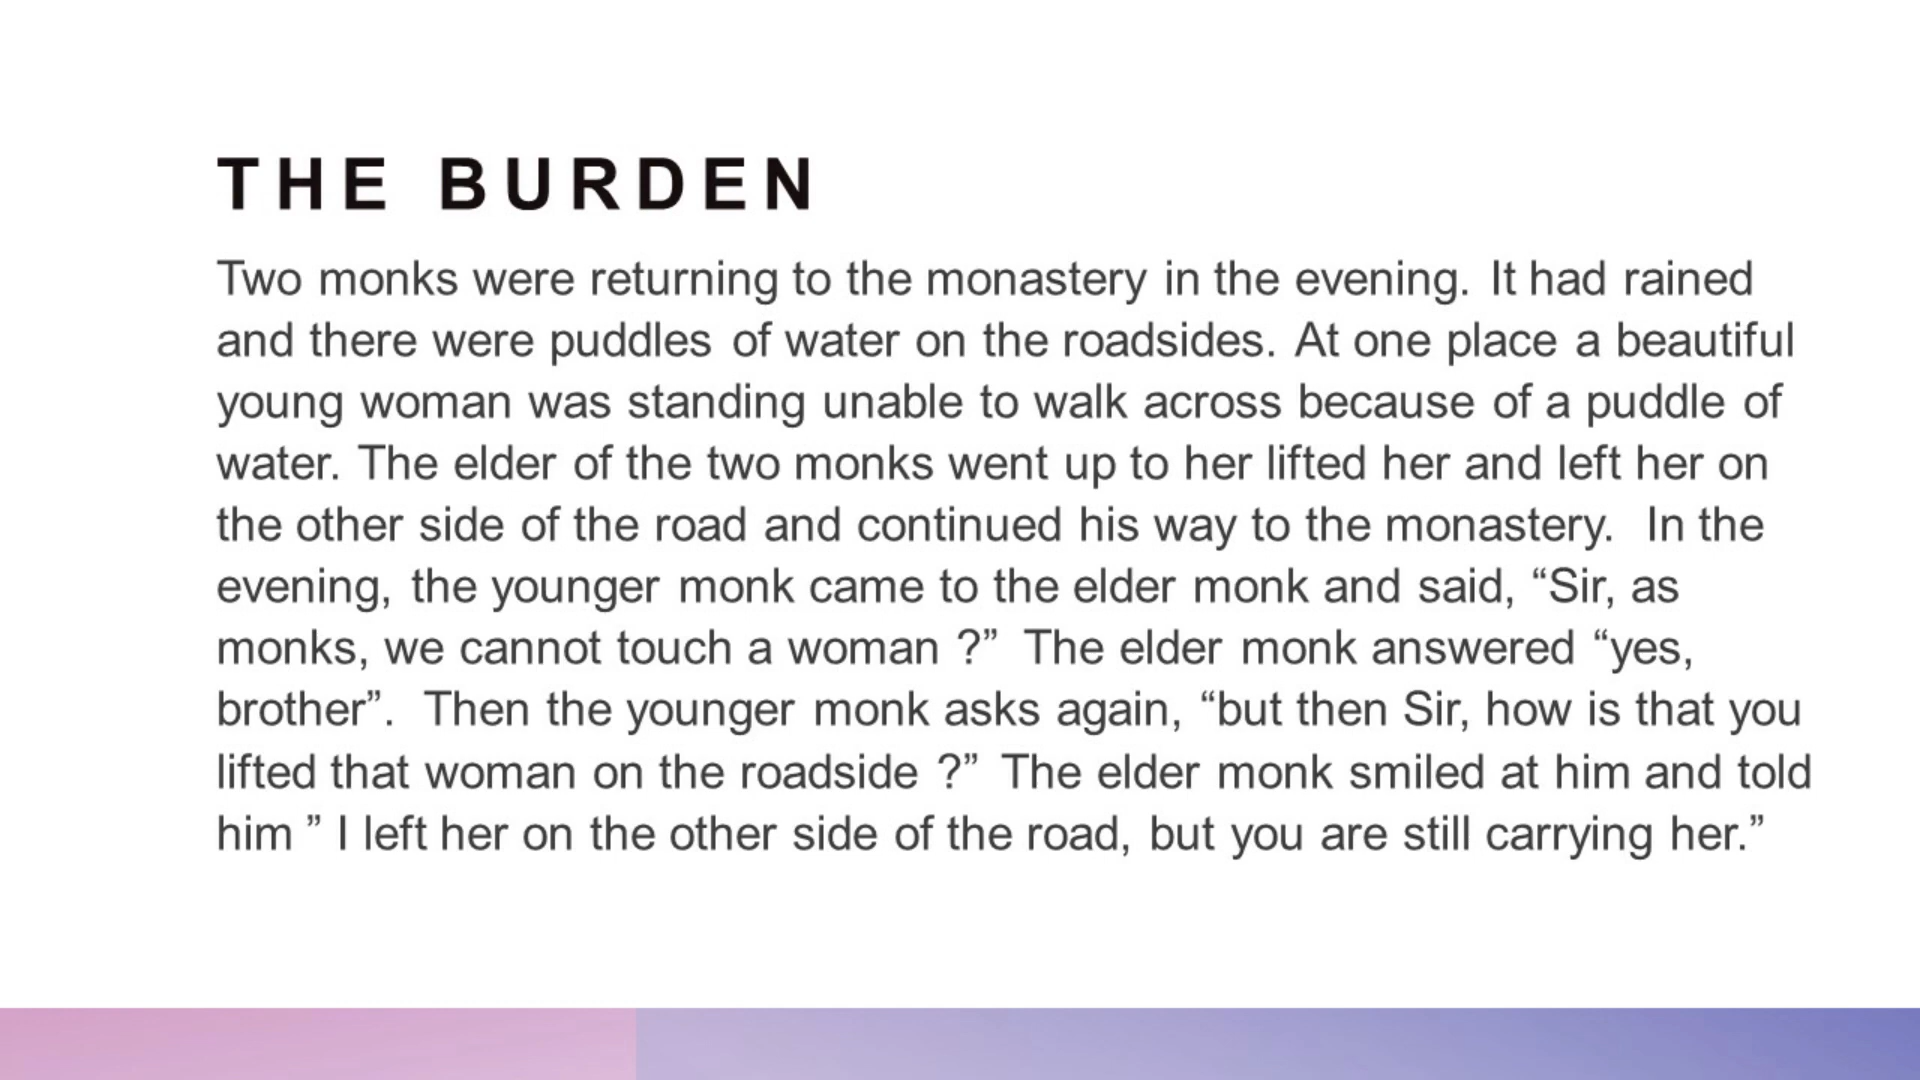 THE BURDEN
Two monks were returning to the monastery in the evening. It had rained
and there were puddles of water on the roadsides. At one place a beautiful
young woman was standing unable to walk across because of a puddle of
water. The elder of the two monks went up to her lifted her and left her on
the other side of the road and continued his way to the monastery. In the
evening, the younger monk came to the elder monk and said, “Sir, as
monks, we cannot touch a woman ?” The elder monk answered “yes,
brother”. Then the younger monk asks again, “but then Sir, how is that you
lifted that woman on the roadside ?” The elder monk smiled at him and told
him ” I left her on the other side of the road, but you are still carrying her.”